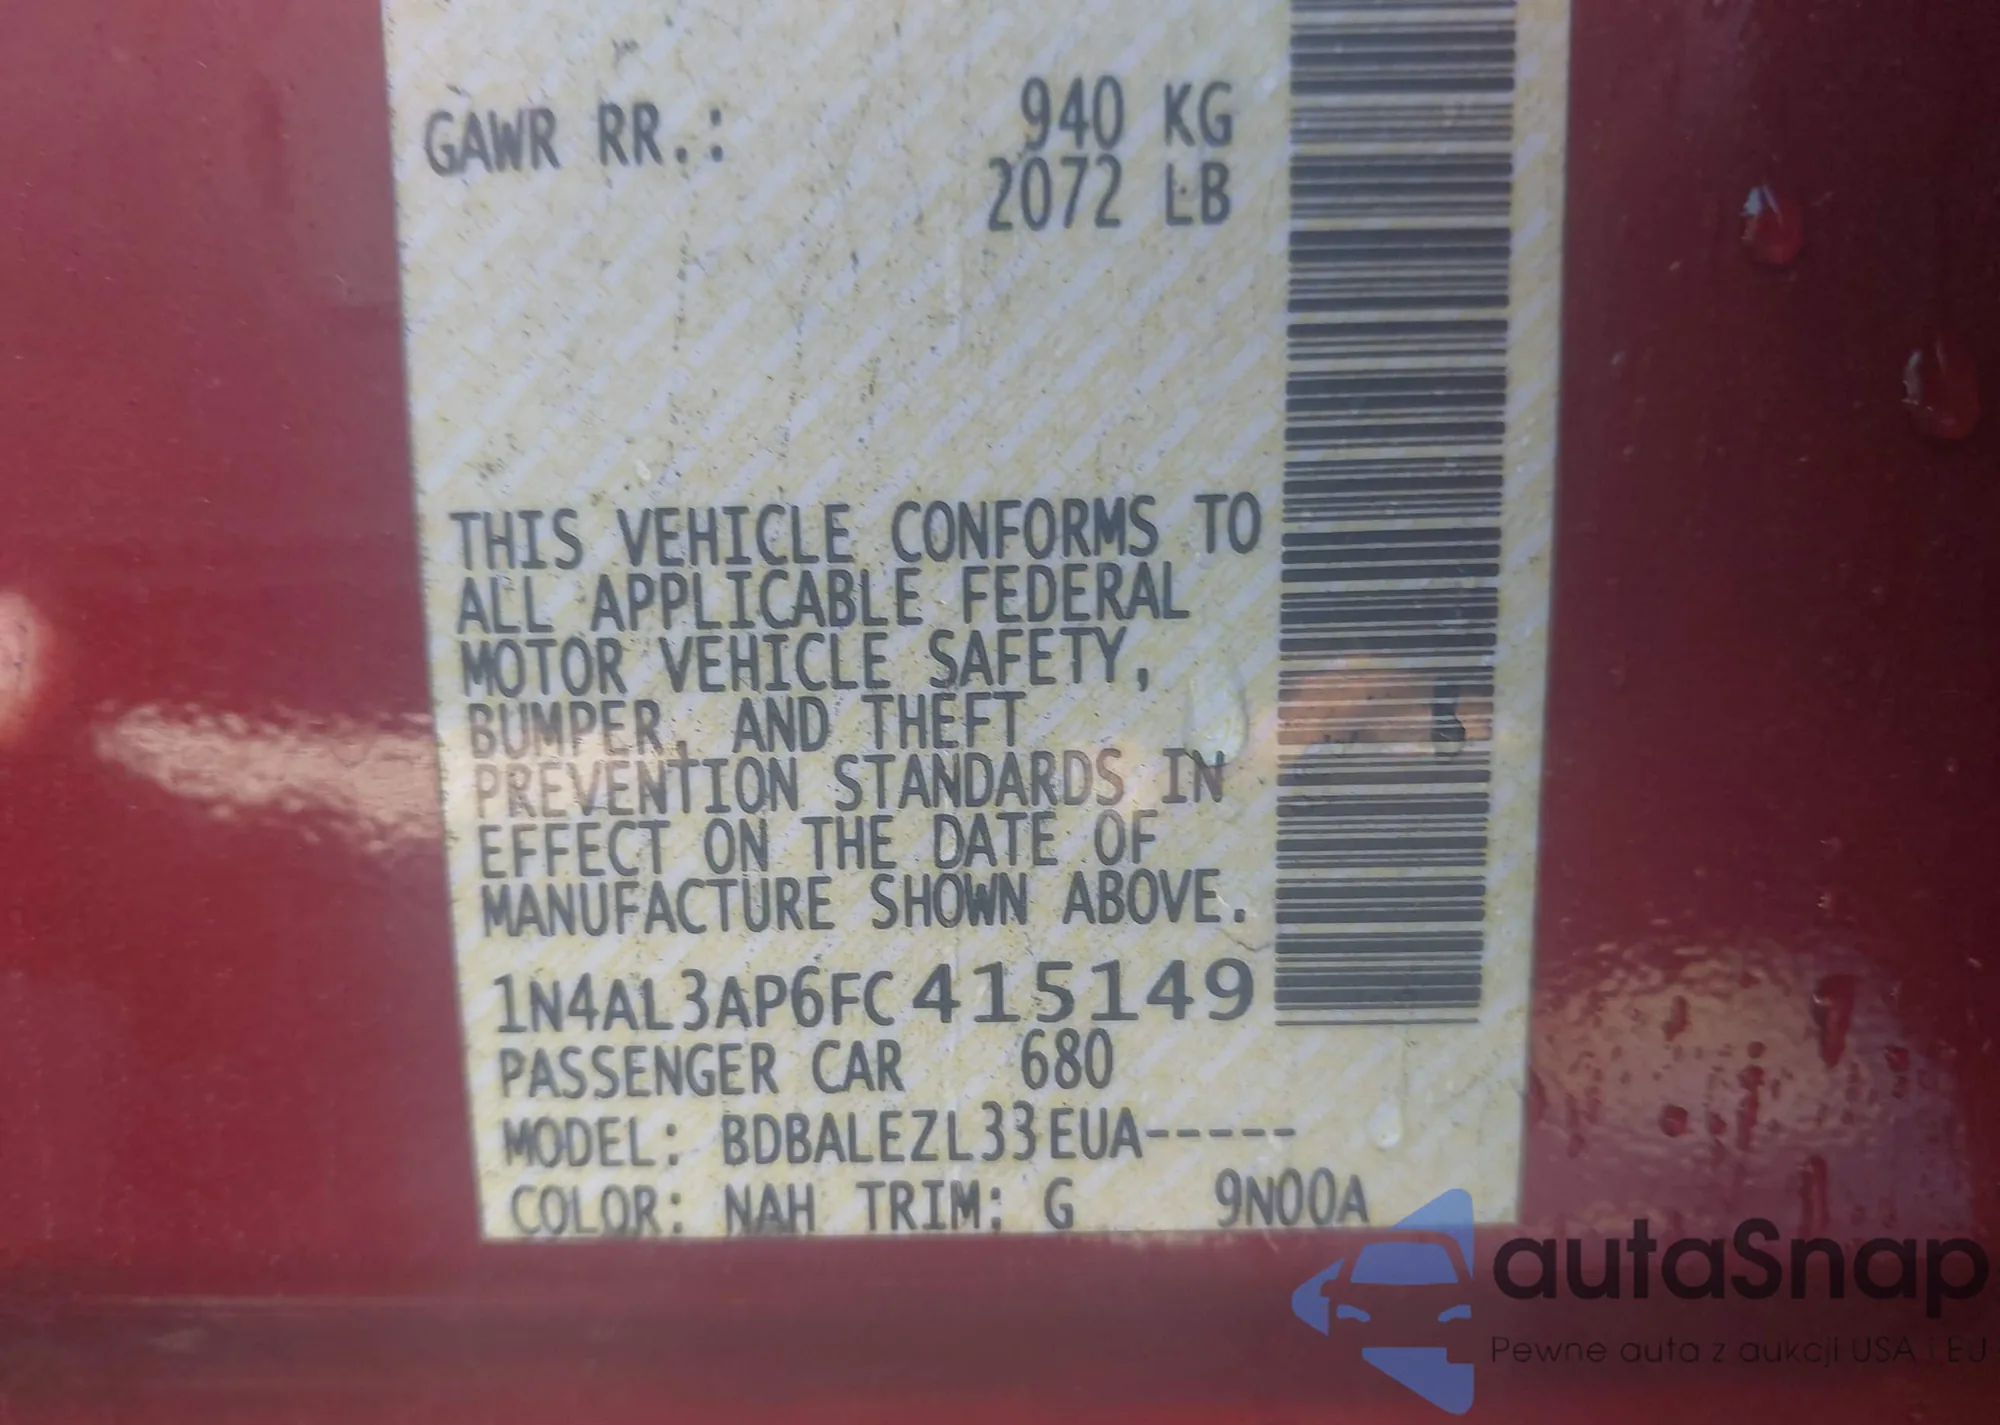 GAWR RR.: 940 KG
2072 LB
THIS VEHICLE CONFORMS TO
ALL APPLICABLE FEDERAL
MOTOR VEHICLE SAFETY,
BUMPER, AND THEFT
PREVENTION STANDARDS IN
EFFECT ON THE DATE OF
MANUFACTURE SHOWN ABOVE.
1N4AL3AP6FC415149
PASSENGER CAR 680
MODEL: BDBALEZL33EUA-----
COLOR: NAH TRIM: G 9N00A
autaSnap
Pewne auta z aukcji USA i EU